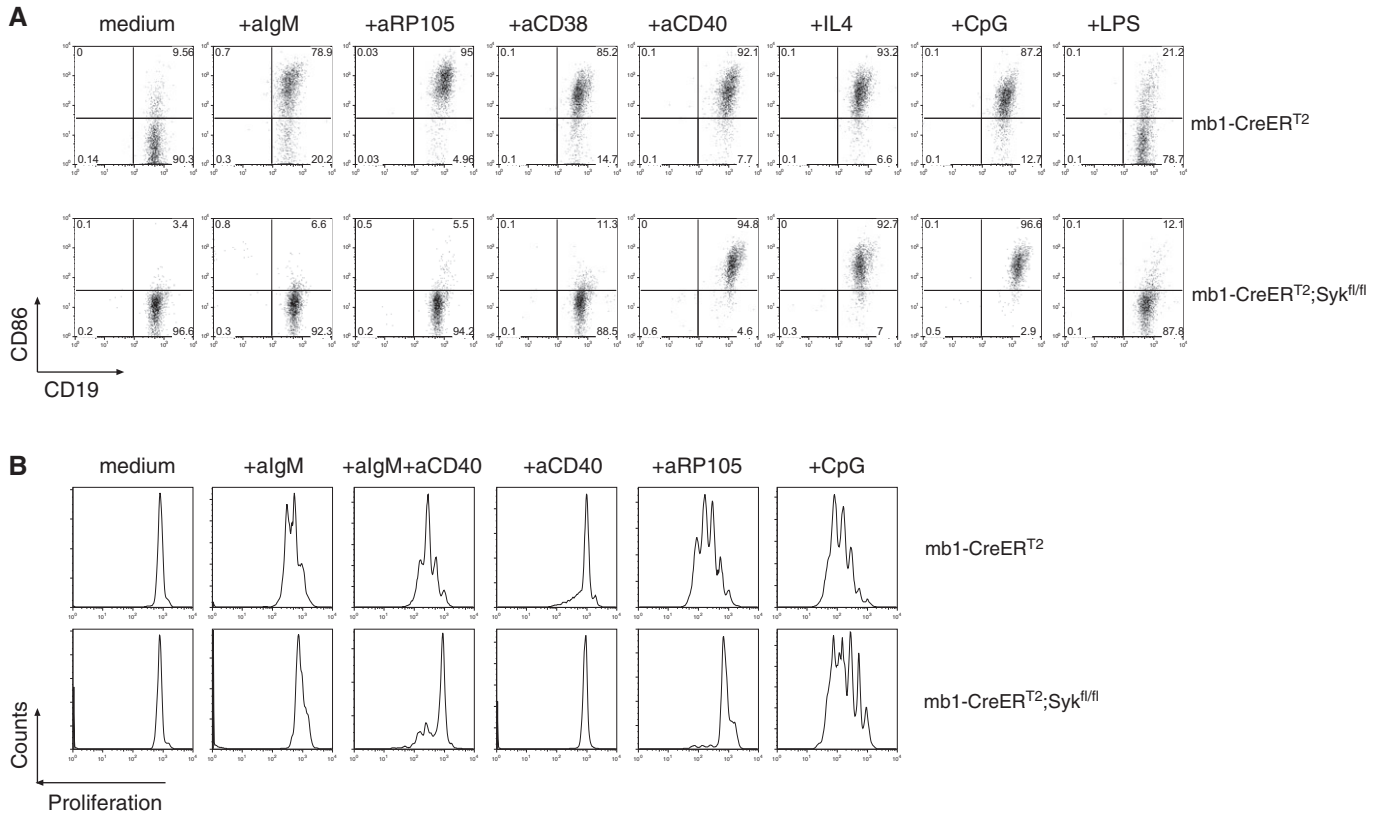 A
medium +aIgM +aRP105 +aCD38 +aCD40 +IL4 +CpG +LPS
0 9.56 0.7 78.9 0.03 95 0.1 85.2 0.1 92.1 0.1 93.2 0.1 87.2 0.1 21.2
mb1-CreER^T2
0.14 90.3 0.3 20.2 0.03 4.96 0.1 14.7 0.1 7.7 0.1 6.6 0.1 12.7 0.1 78.7
0.1 3.4 0.8 6.6 0.5 5.5 0.1 11.3 0 94.8 0 92.7 0.1 96.6 0.1 12.1
mb1-CreER^T2;Syk^fl/fl
0.2 96.6 0.3 92.3 0.2 94.2 0.1 88.5 0.6 4.6 0.3 7 0.5 2.9 0.1 87.8
CD86
CD19
B
medium +aIgM +aIgM+aCD40 +aCD40 +aRP105 +CpG
mb1-CreER^T2
mb1-CreER^T2;Syk^fl/fl
Counts
Proliferation